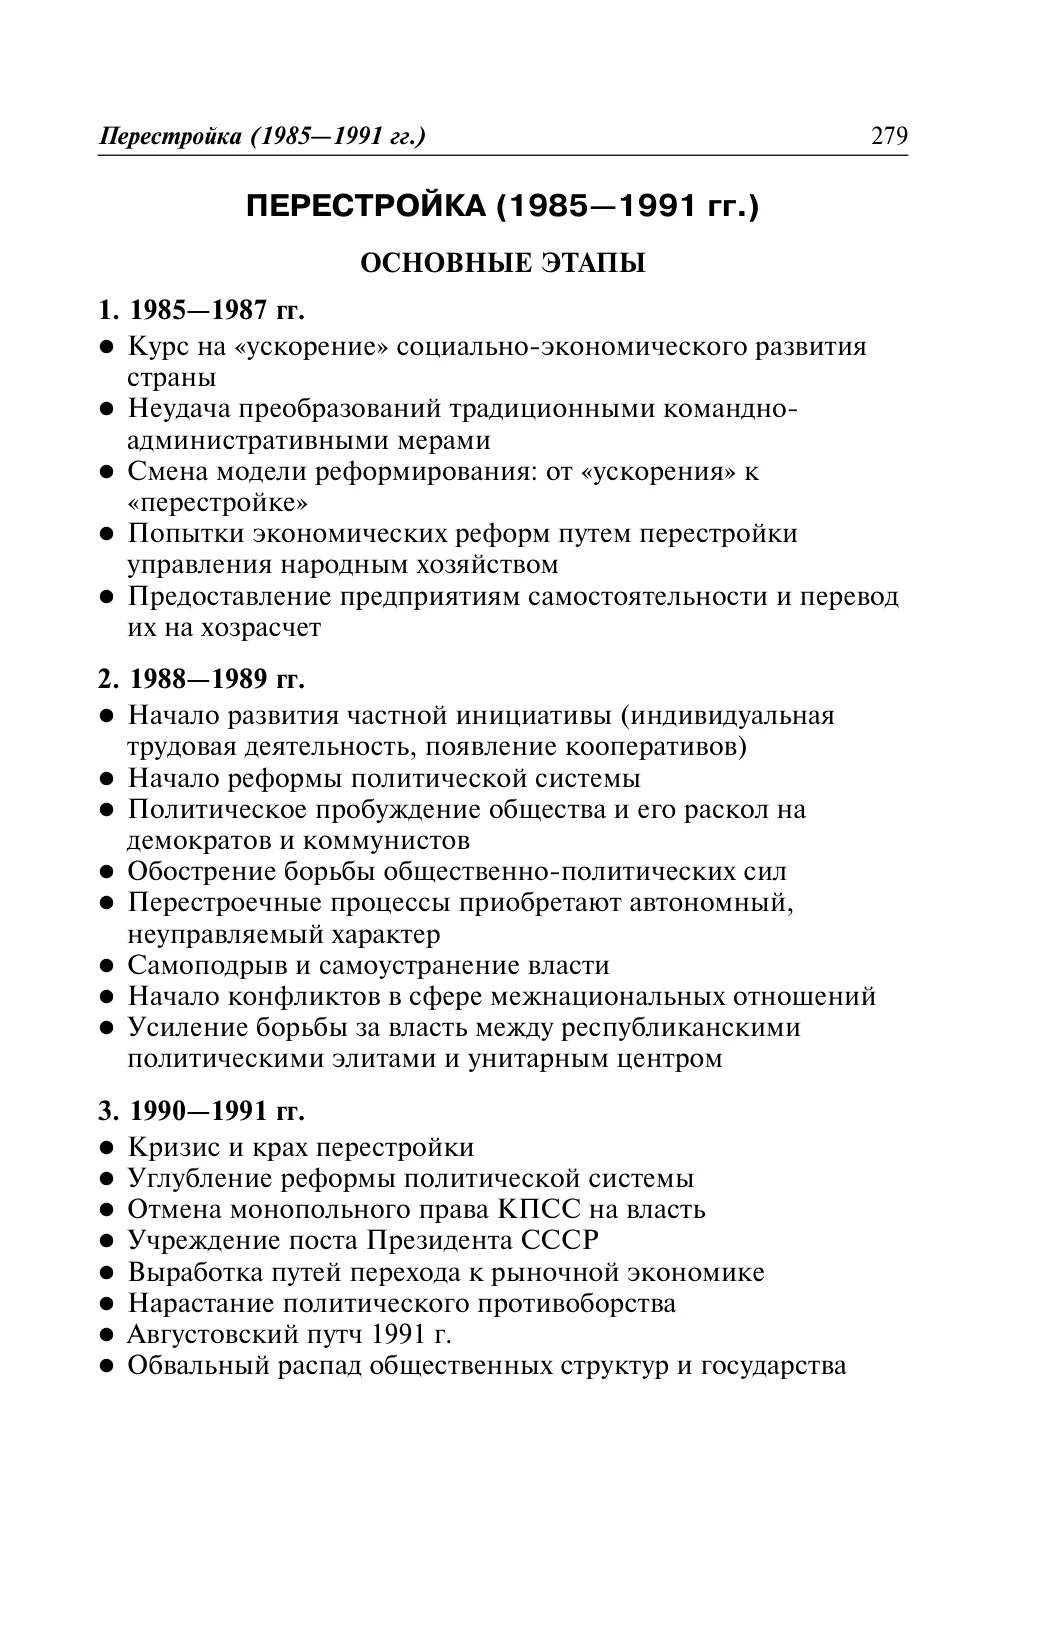 Перестройка (1985—1991 гг.) 279
ПЕРЕСТРОЙКА (1985—1991 гг.)
ОСНОВНЫЕ ЭТАПЫ
1. 1985—1987 гг.
● Курс на «ускорение» социально-экономического развития
страны
● Неудача преобразований традиционными командно-
административными мерами
● Смена модели реформирования: от «ускорения» к
«перестройке»
● Попытки экономических реформ путем перестройки
управления народным хозяйством
● Предоставление предприятиям самостоятельности и перевод
их на хозрасчет
2. 1988—1989 гг.
● Начало развития частной инициативы (индивидуальная
трудовая деятельность, появление кооперативов)
● Начало реформы политической системы
● Политическое пробуждение общества и его раскол на
демократов и коммунистов
● Обострение борьбы общественно-политических сил
● Перестроечные процессы приобретают автономный,
неуправляемый характер
● Самоподрыв и самоустранение власти
● Начало конфликтов в сфере межнациональных отношений
● Усиление борьбы за власть между республиканскими
политическими элитами и унитарным центром
3. 1990—1991 гг.
● Кризис и крах перестройки
● Углубление реформы политической системы
● Отмена монопольного права КПСС на власть
● Учреждение поста Президента СССР
● Выработка путей перехода к рыночной экономике
● Нарастание политического противоборства
● Августовский путч 1991 г.
● Обвальный распад общественных структур и государства